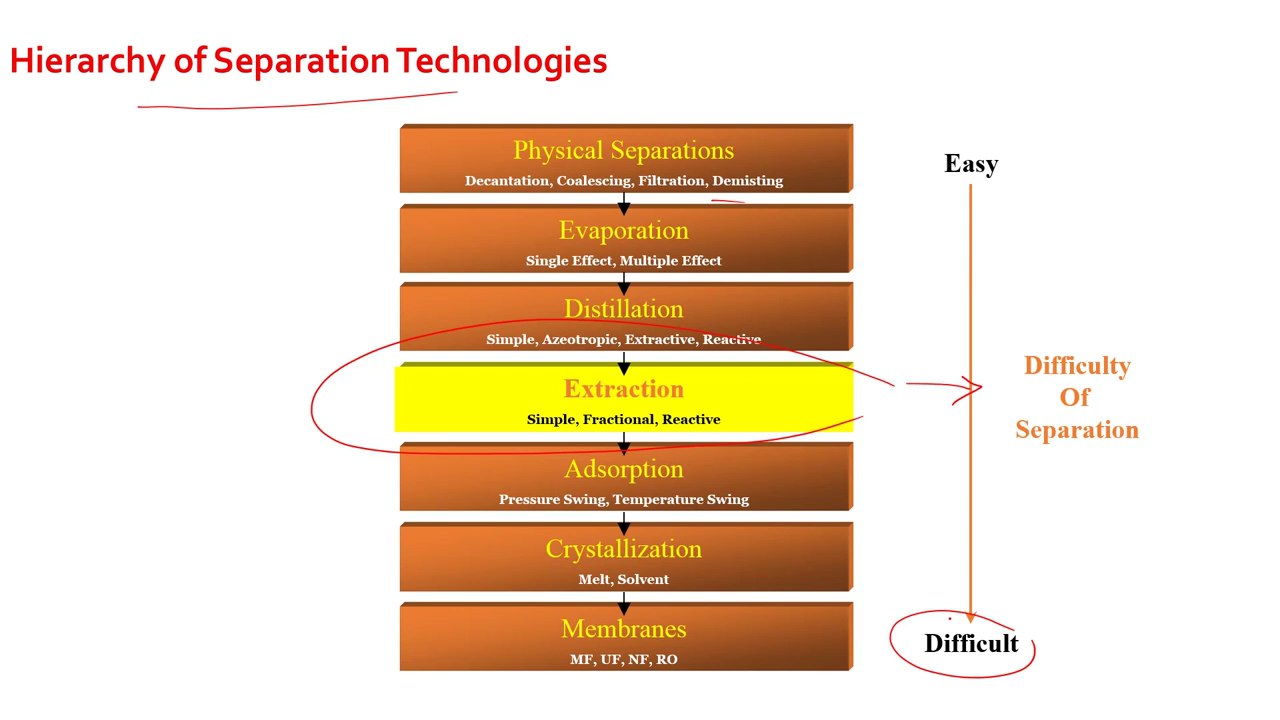 Hierarchy of Separation Technologies
Physical Separations
Decantation, Coalescing, Filtration, Demisting
Easy
Evaporation
Single Effect, Multiple Effect
Distillation
Simple, Azeotropic, Extractive, Reactive
Extraction
Simple, Fractional, Reactive
Difficulty
Of
Separation
Adsorption
Pressure Swing, Temperature Swing
Crystallization
Melt, Solvent
Membranes
MF, UF, NF, RO
Difficult